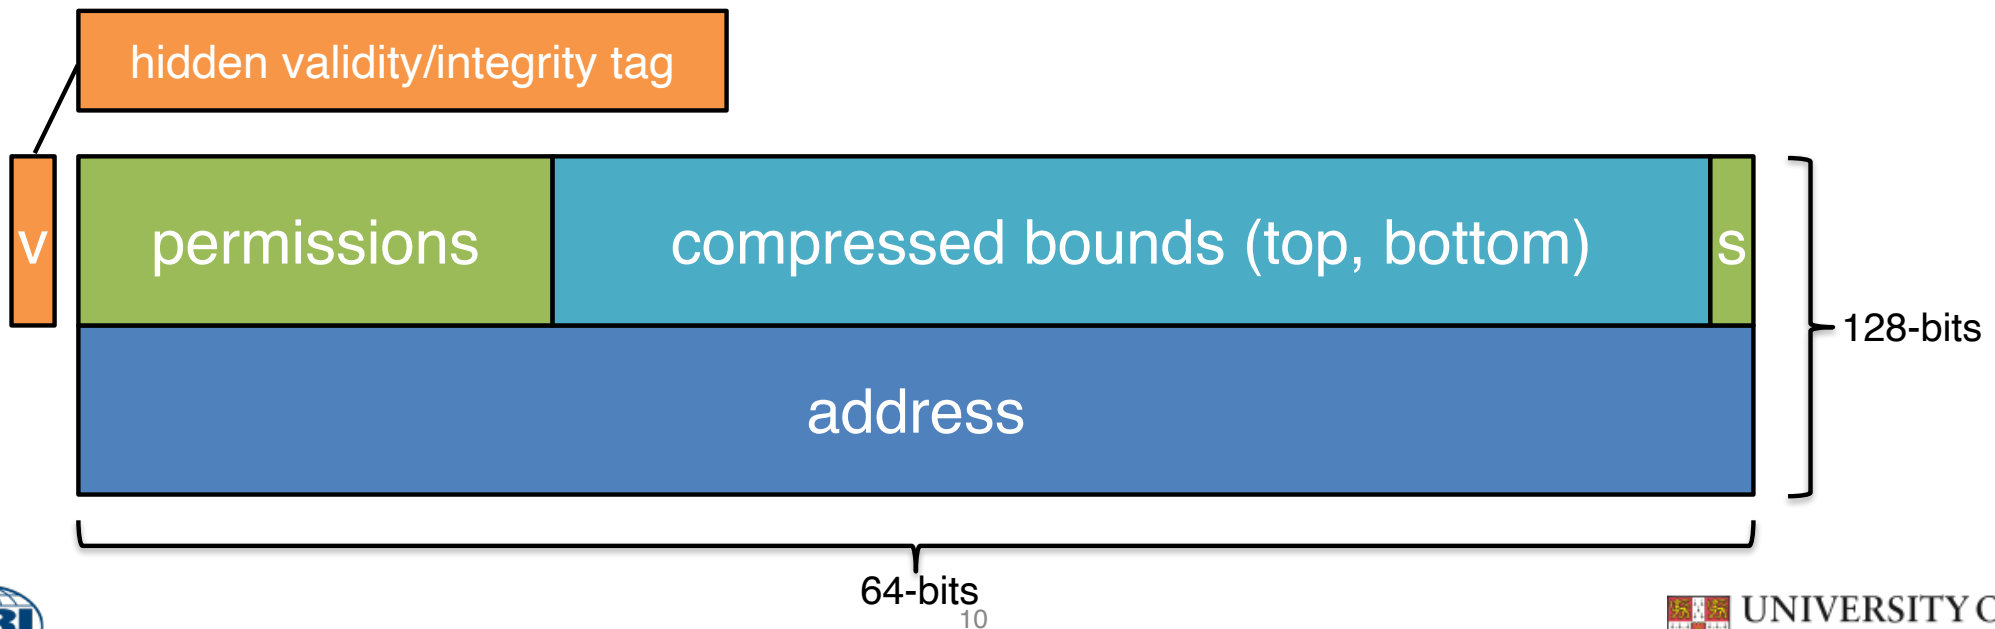 hidden validity/integrity tag
v
permissions
compressed bounds (top, bottom)
s
128-bits
address
64-bits
10
UNIVERSITY